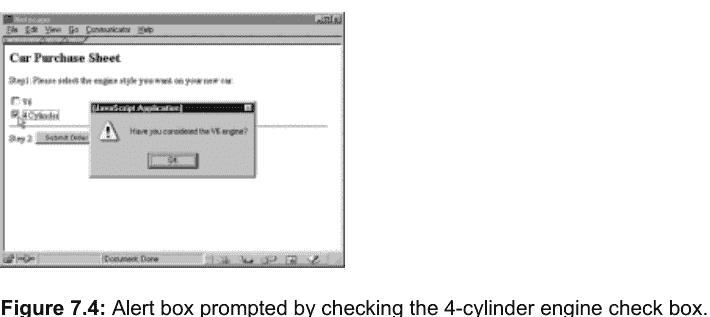 Netscape
File Edit View Go Communicator Help
Car Purchase Sheet
Step1: Please select the engine style you want on your new car.
V6
4 Cylinder
[JavaScript Application]
Have you considered the V6 engine?
OK
Step 2: Submit Order
Document: Done
Figure 7.4: Alert box prompted by checking the 4-cylinder engine check box.